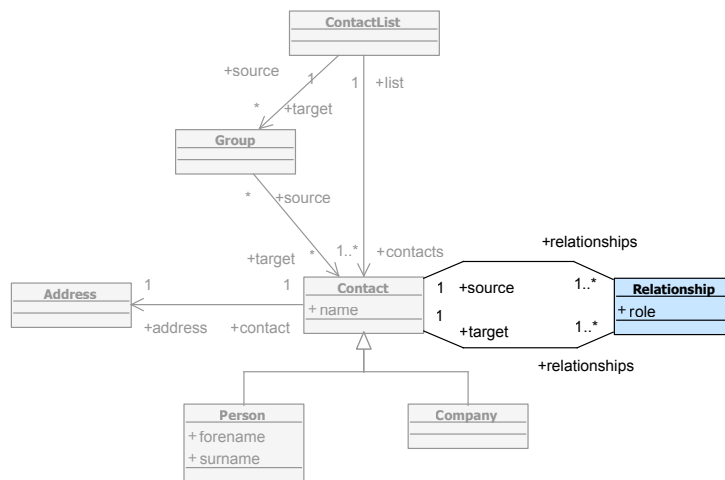 ContactList
+source
1
1
+list
*
+target
Group
*
+source
+target
*
1..*
+contacts
+relationships
Address
1
1
Contact
1
+source
1..*
Relationship
+ name
+ role
+address
+contact
1
+target
1..*
+relationships
Person
Company
+ forename
+ surname